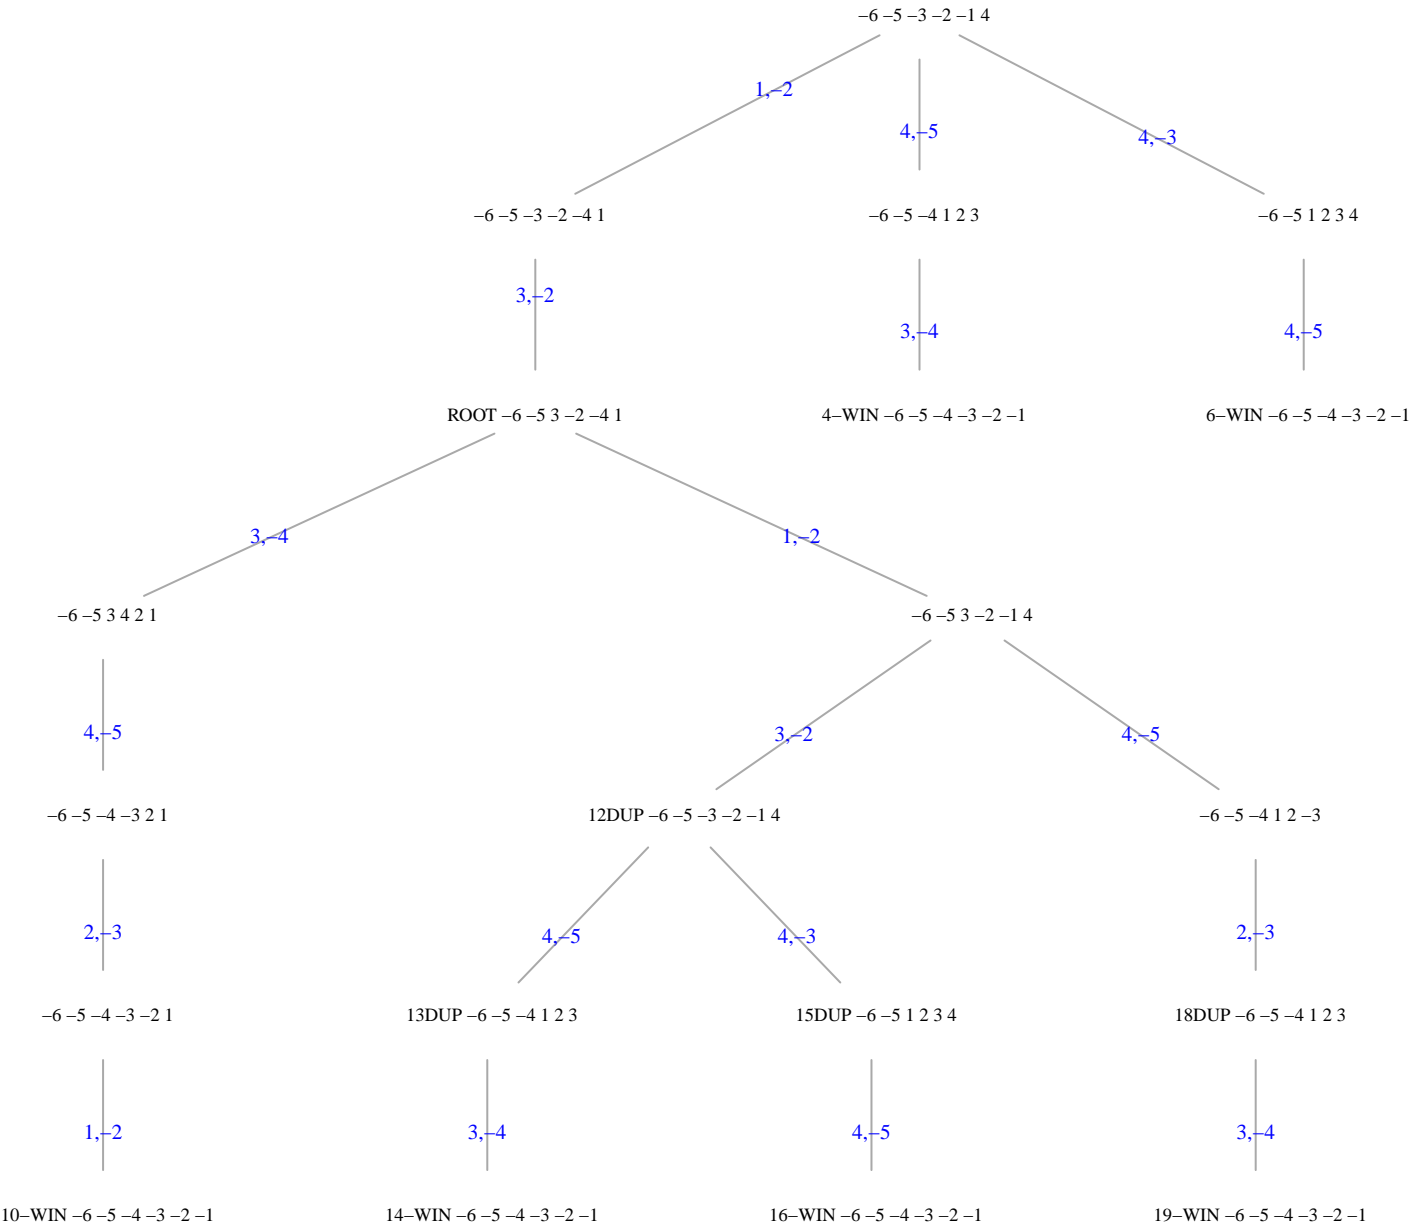 –6 –5 –3 –2 –1 4
1,–2
4,–5
4,–3
–6 –5 –3 –2 –4 1
–6 –5 –4 1 2 3
–6 –5 1 2 3 4
3,–2
3,–4
4,–5
ROOT –6 –5 3 –2 –4 1
4–WIN –6 –5 –4 –3 –2 –1
6–WIN –6 –5 –4 –3 –2 –1
3,–4
1,–2
–6 –5 3 4 2 1
–6 –5 3 –2 –1 4
4,–5
3,–2
4,–5
–6 –5 –4 –3 2 1
12DUP –6 –5 –3 –2 –1 4
–6 –5 –4 1 2 –3
2,–3
4,–5
4,–3
2,–3
–6 –5 –4 –3 –2 1
13DUP –6 –5 –4 1 2 3
15DUP –6 –5 1 2 3 4
18DUP –6 –5 –4 1 2 3
1,–2
3,–4
4,–5
3,–4
10–WIN –6 –5 –4 –3 –2 –1
14–WIN –6 –5 –4 –3 –2 –1
16–WIN –6 –5 –4 –3 –2 –1
19–WIN –6 –5 –4 –3 –2 –1